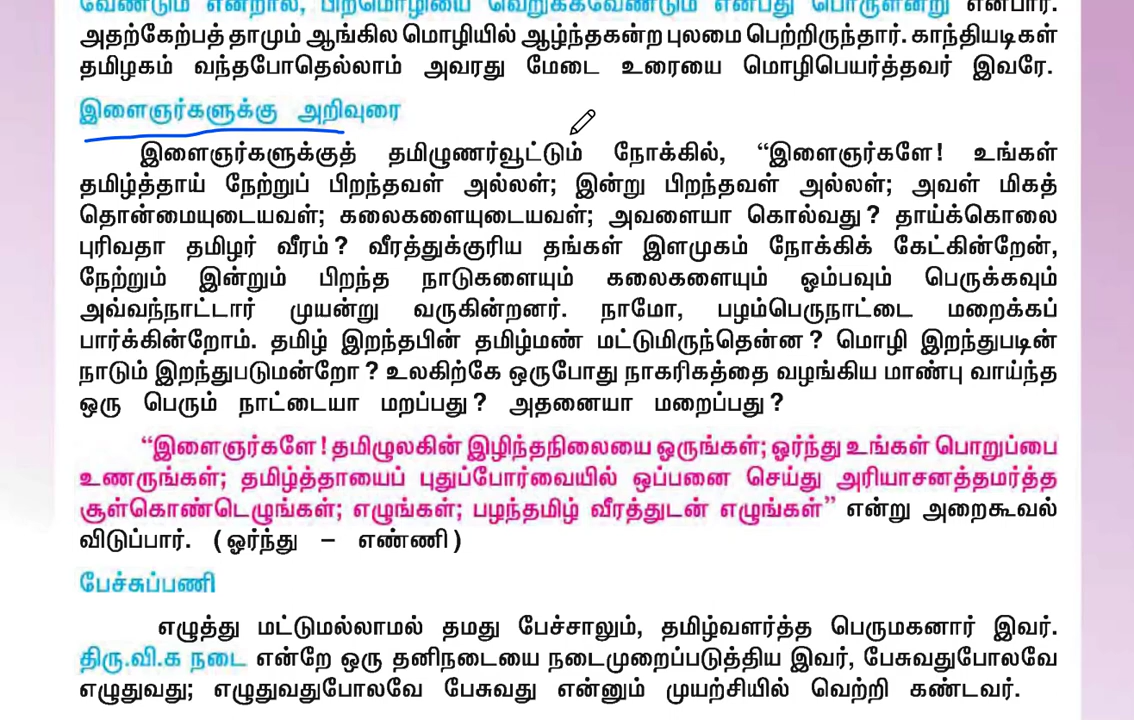 வேண்டும் என்றால், பிறமொழியை வெறுக்கவேண்டும் என்பது பொருளன்று என்பார்.
அதற்கேற்பத் தாமும் ஆங்கில மொழியில் ஆழ்ந்தகன்ற புலமை பெற்றிருந்தார். காந்தியடிகள்
தமிழகம் வந்தபோதெல்லாம் அவரது மேடை உரையை மொழிபெயர்த்தவர் இவரே.
இளைஞர்களுக்கு அறிவுரை
இளைஞர்களுக்குத் தமிழுணர்வூட்டும் நோக்கில், “இளைஞர்களே! உங்கள்
தமிழ்த்தாய் நேற்றுப் பிறந்தவள் அல்லள்; இன்று பிறந்தவள் அல்லள்; அவள் மிகத்
தொன்மையுடையவள்; கலைகளையுடையவள்; அவளையா கொல்வது? தாய்க்கொலை
புரிவதா தமிழர் வீரம்? வீரத்துக்குரிய தங்கள் இளமுகம் நோக்கிக் கேட்கின்றேன்,
நேற்றும் இன்றும் பிறந்த நாடுகளையும் கலைகளையும் ஓம்பவும் பெருக்கவும்
அவ்வந்நாட்டார் முயன்று வருகின்றனர். நாமோ, பழம்பெருநாட்டை மறைக்கப்
பார்க்கின்றோம். தமிழ் இறந்தபின் தமிழ்மண் மட்டுமிருந்தென்ன? மொழி இறந்துபடின்
நாடும் இறந்துபடுமன்றோ? உலகிற்கே ஒருபோது நாகரிகத்தை வழங்கிய மாண்பு வாய்ந்த
ஒரு பெரும் நாட்டையா மறப்பது? அதனையா மறைப்பது?
“இளைஞர்களே! தமிழுலகின் இழிந்தநிலையை ஓருங்கள்; ஓர்ந்து உங்கள் பொறுப்பை
உணருங்கள்; தமிழ்த்தாயைப் புதுப்போர்வையில் ஒப்பனை செய்து அரியாசனத்தமர்த்த
சூள்கொண்டெழுங்கள்; எழுங்கள்; பழந்தமிழ் வீரத்துடன் எழுங்கள்” என்று அறைகூவல்
விடுப்பார். (ஓர்ந்து – எண்ணி)
பேச்சுப்பணி
எழுத்து மட்டுமல்லாமல் தமது பேச்சாலும், தமிழ்வளர்த்த பெருமகனார் இவர்.
திரு.வி.க நடை என்றே ஒரு தனிநடையை நடைமுறைப்படுத்திய இவர், பேசுவதுபோலவே
எழுதுவது; எழுதுவதுபோலவே பேசுவது என்னும் முயற்சியில் வெற்றி கண்டவர்.